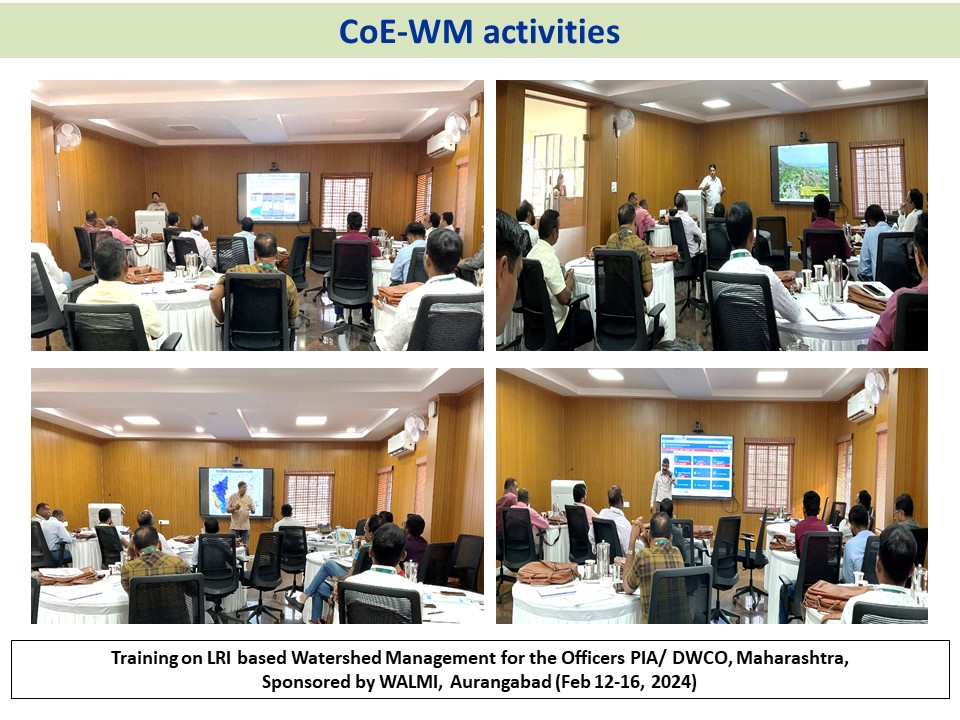 CoE-WM activities
Training on LRI based Watershed Management for the Officers PIA/ DWCO, Maharashtra,
Sponsored by WALMI, Aurangabad (Feb 12-16, 2024)